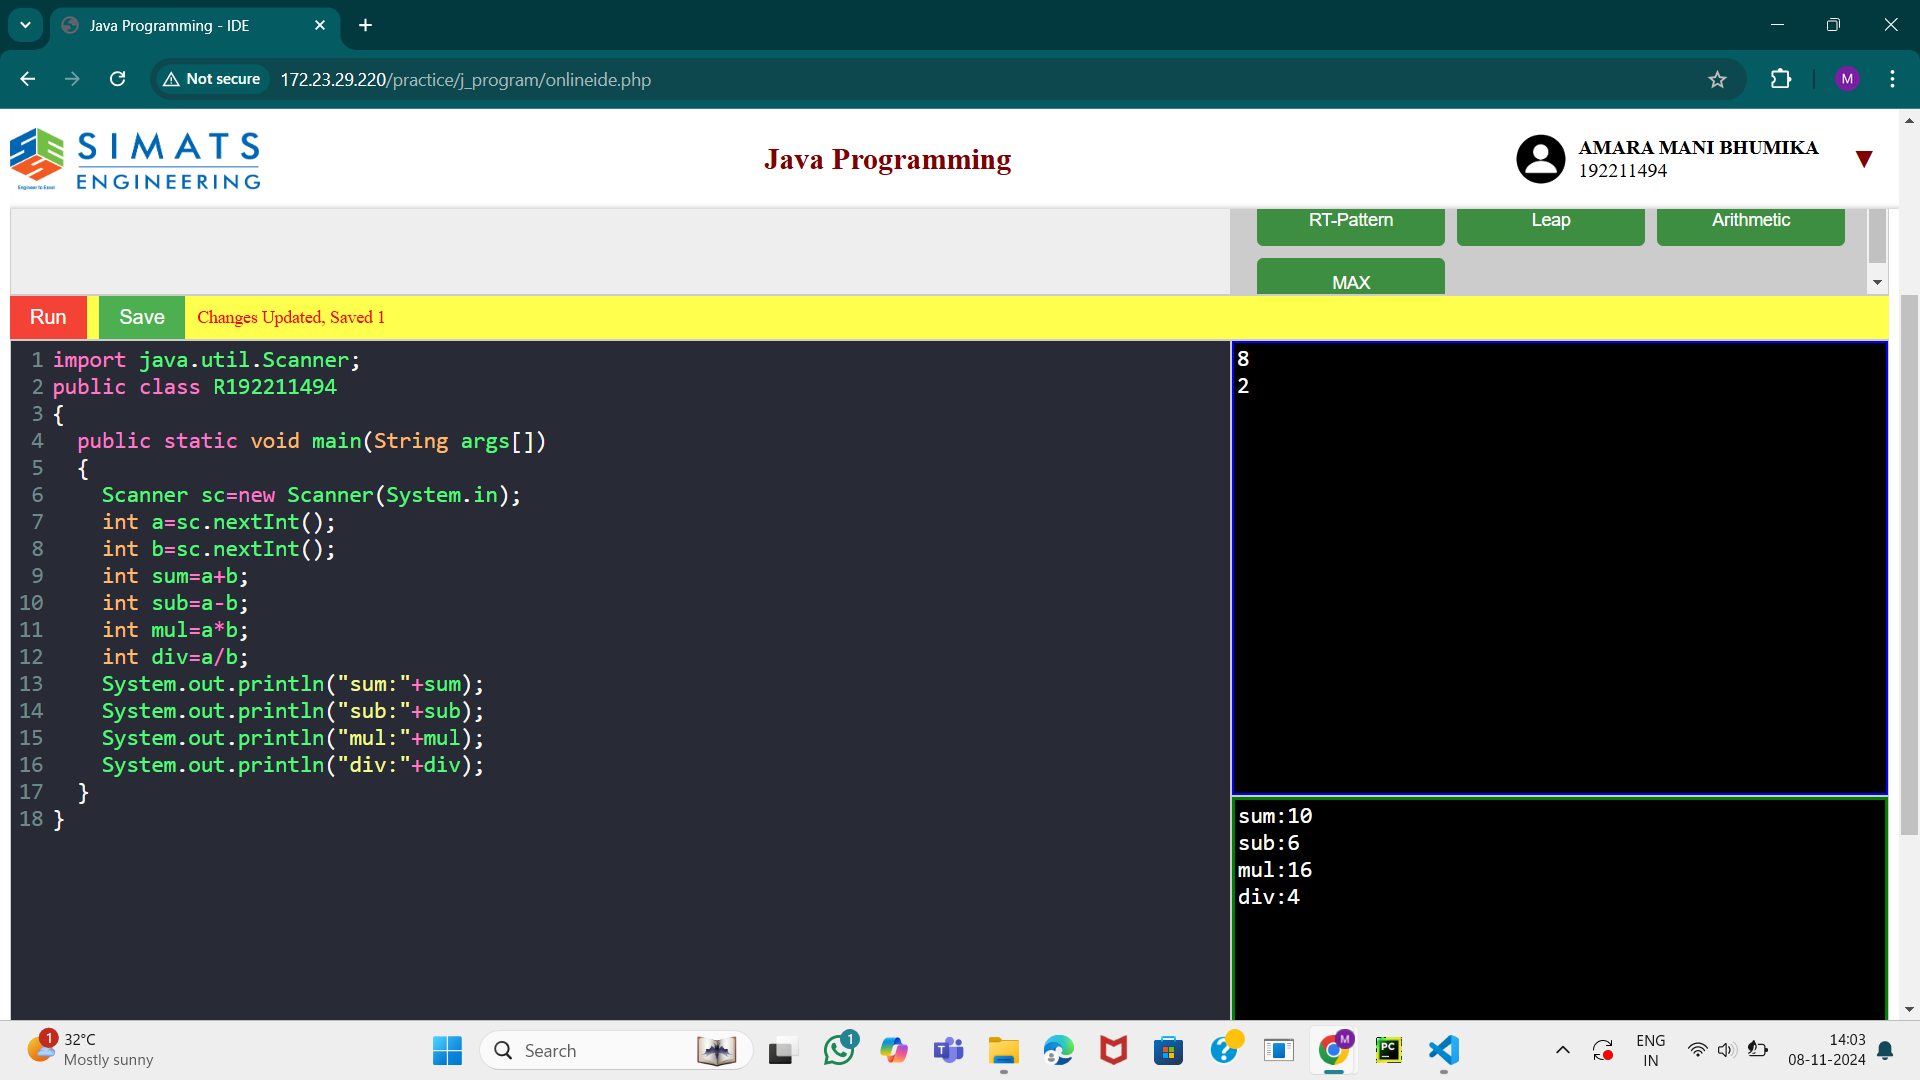 Java Programming - IDE
Not secure
172.23.29.220/practice/j_program/onlineide.php
M
SIMATS
ENGINEERING
Engineer to Excel
Java Programming
AMARA MANI BHUMIKA
192211494
RT-Pattern
Leap
Arithmetic
MAX
Run
Save
Changes Updated, Saved 1
1 import java.util.Scanner;
2 public class R192211494
3 {
4 public static void main(String args[])
5 {
6 Scanner sc=new Scanner(System.in);
7 int a=sc.nextInt();
8 int b=sc.nextInt();
9 int sum=a+b;
10 int sub=a-b;
11 int mul=a*b;
12 int div=a/b;
13 System.out.println("sum:"+sum);
14 System.out.println("sub:"+sub);
15 System.out.println("mul:"+mul);
16 System.out.println("div:"+div);
17 }
18 }
8
2
sum:10
sub:6
mul:16
div:4
1
32°C
Mostly sunny
Search
1
M
PC
ENG
IN
14:03
08-11-2024